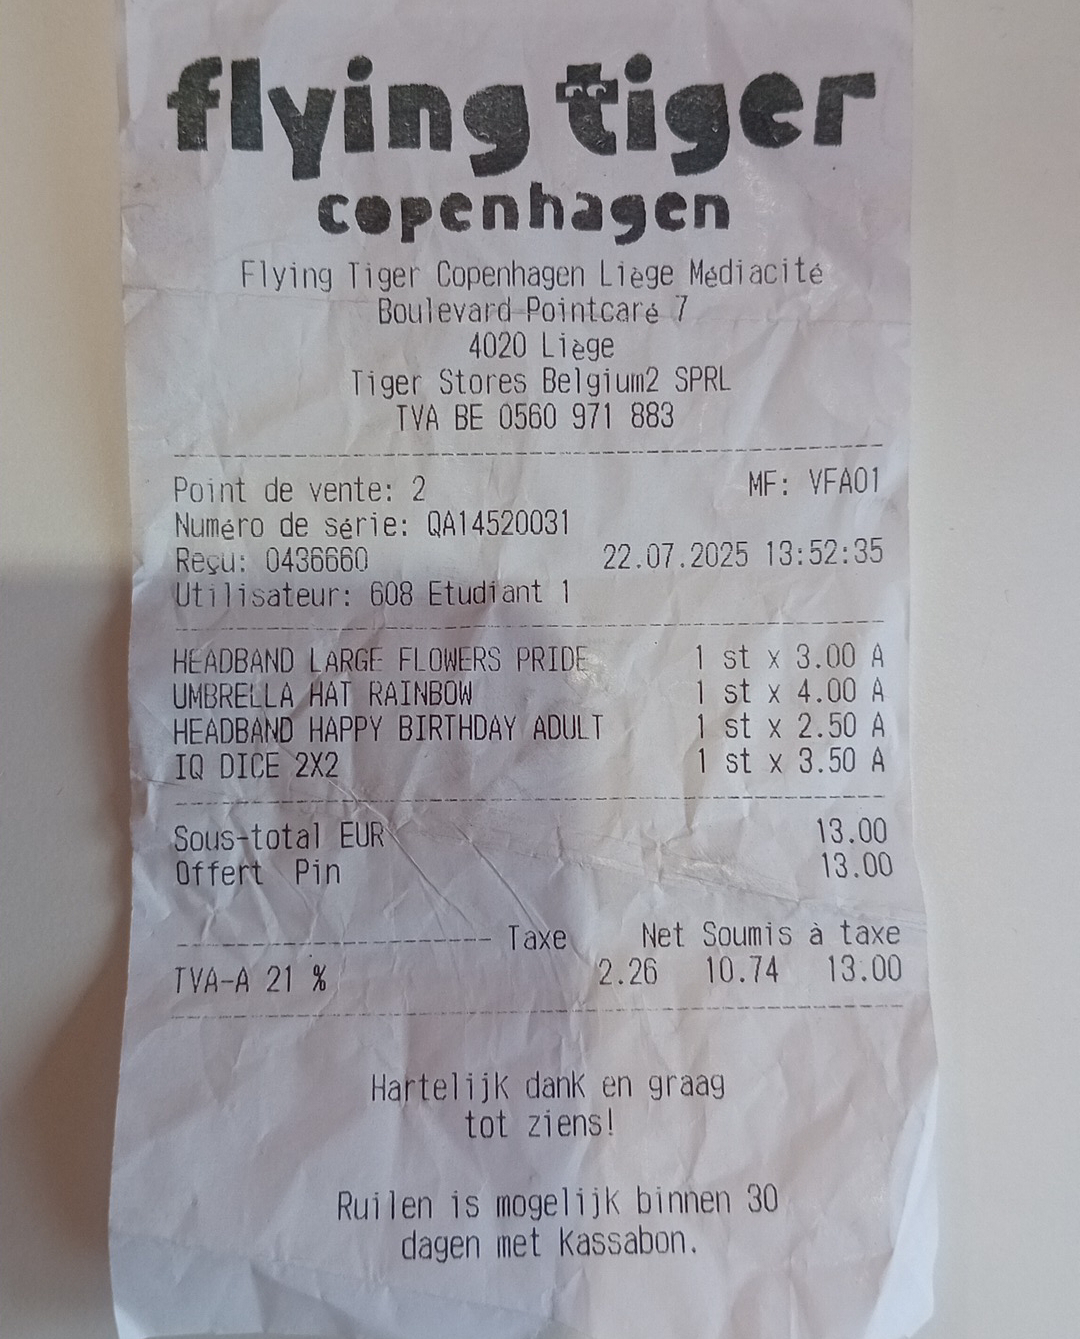 flying tiger
copenhagen
Flying Tiger Copenhagen Liège Médiacité
Boulevard Pointcaré 7
4020 Liège
Tiger Stores Belgium2 SPRL
TVA BE 0560 971 883
Point de vente: 2 MF: VFA01
Numéro de série: QA14520031
Reçu: 0436660 22.07.2025 13:52:35
Utilisateur: 608 Etudiant 1
HEADBAND LARGE FLOWERS PRIDE 1 st x 3.00 A
UMBRELLA HAT RAINBOW 1 st x 4.00 A
HEADBAND HAPPY BIRTHDAY ADULT 1 st x 2.50 A
IQ DICE 2X2 1 st x 3.50 A
Sous-total EUR 13.00
Offert Pin 13.00
Taxe Net Soumis à taxe
TVA-A 21 % 2.26 10.74 13.00
Hartelijk dank en graag
tot ziens!
Ruilen is mogelijk binnen 30
dagen met Kassabon.